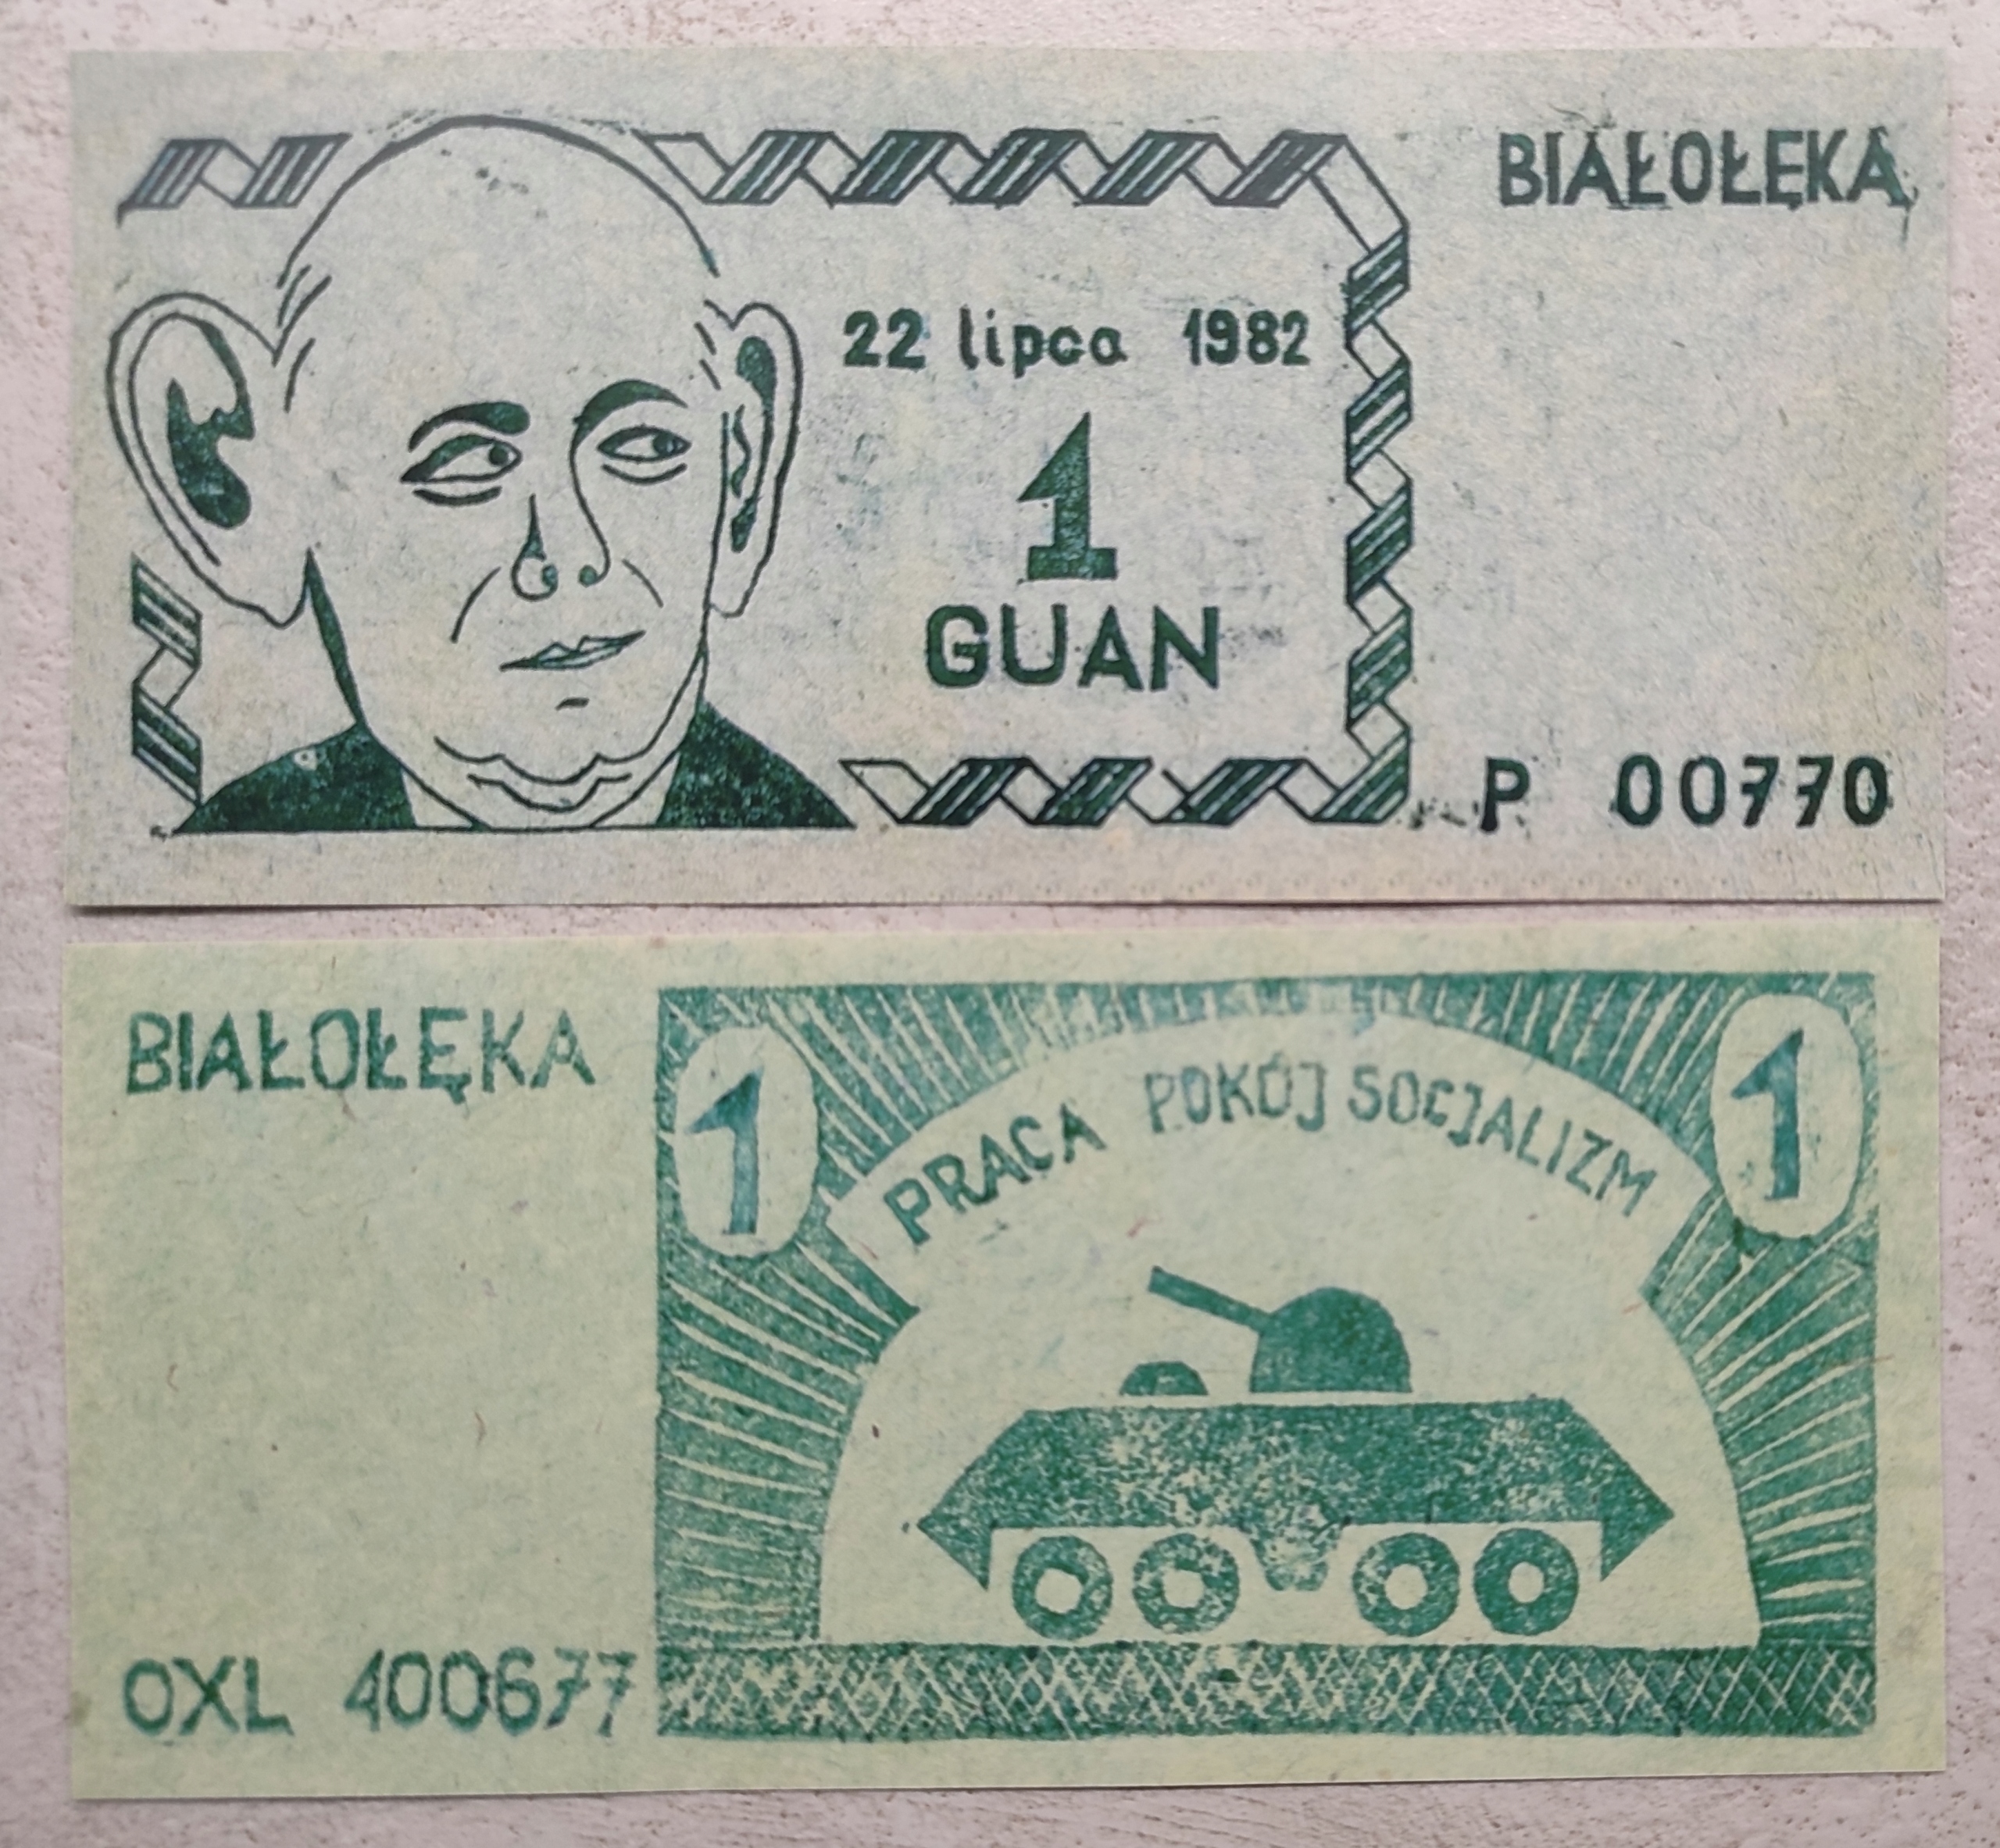 BIAŁOŁĘKA
22 lipca 1982
1
GUAN
P 00770
BIAŁOŁĘKA
1
PRACA POKÓJ SOCJALIZM
1
OXL 400677